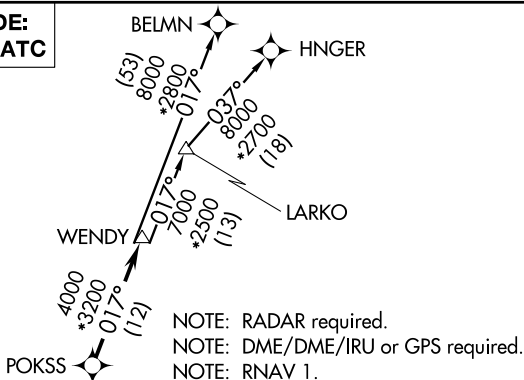 DE:
ATC
BELMN
HNGER
(53)
8000
*2800
017°
037°
8000
*2700
(18)
LARKO
017°
7000
*2500
(13)
WENDY
4000
*3200
017°
(12)
POKSS
NOTE: RADAR required.
NOTE: DME/DME/IRU or GPS required.
NOTE: RNAV 1.